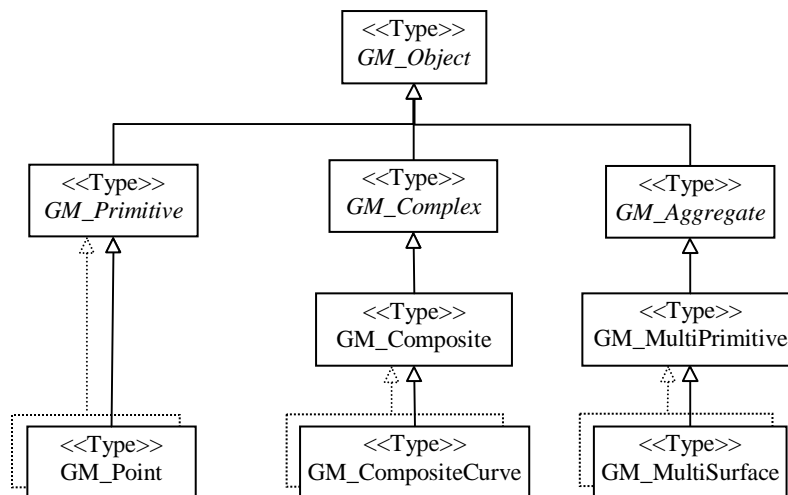 <<Type>>
GM_Object
<<Type>>
GM_Primitive
<<Type>>
GM_Complex
<<Type>>
GM_Aggregate
<<Type>>
GM_Composite
<<Type>>
GM_MultiPrimitive
<<Type>>
GM_Point
<<Type>>
GM_CompositeCurve
<<Type>>
GM_MultiSurface